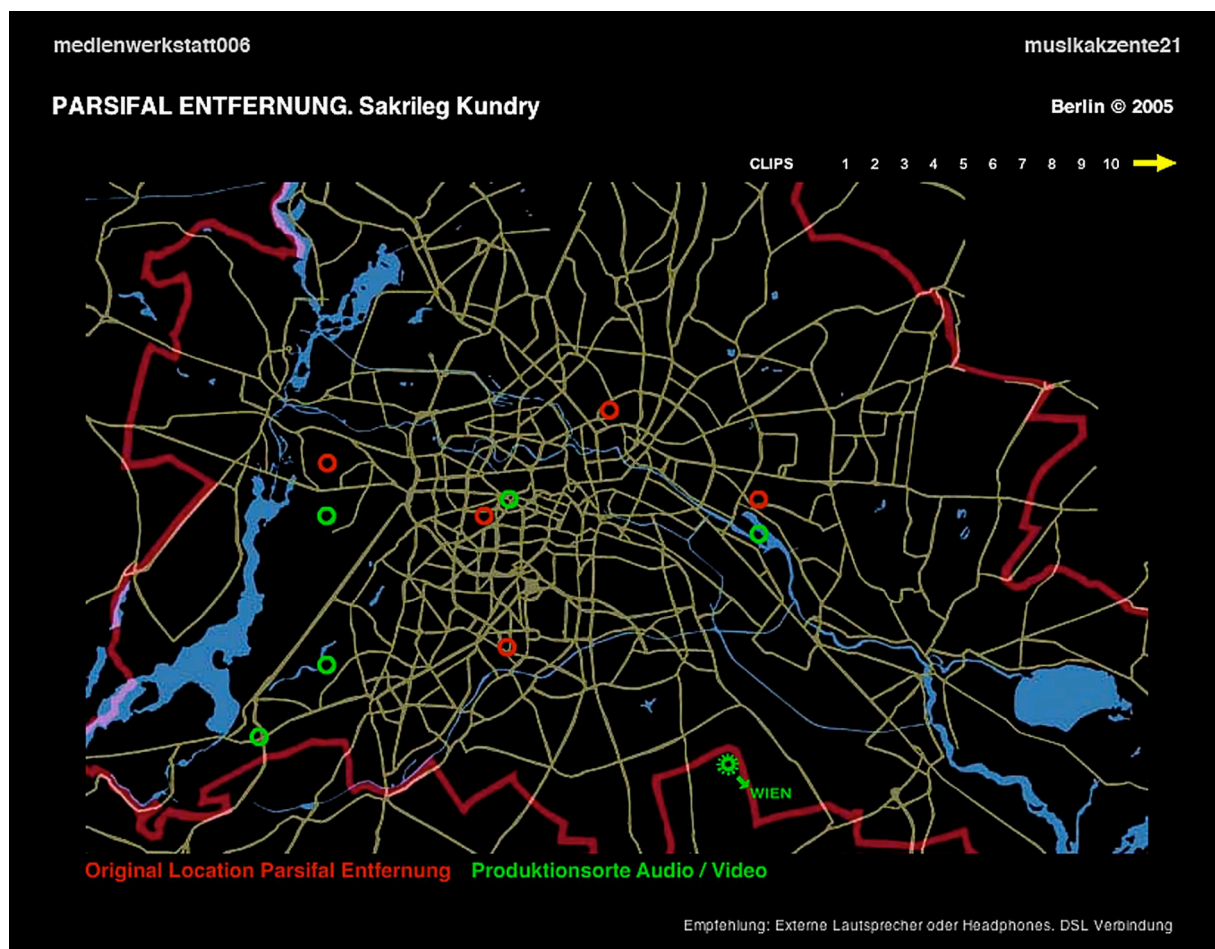 medienwerkstatt006
musikakzente21
PARSIFAL ENTFERNUNG. Sakrileg Kundry
Berlin © 2005
CLIPS 1 2 3 4 5 6 7 8 9 10
WIEN
Original Location Parsifal Entfernung Produktionsorte Audio / Video
Empfehlung: Externe Lautsprecher oder Headphones. DSL Verbindung